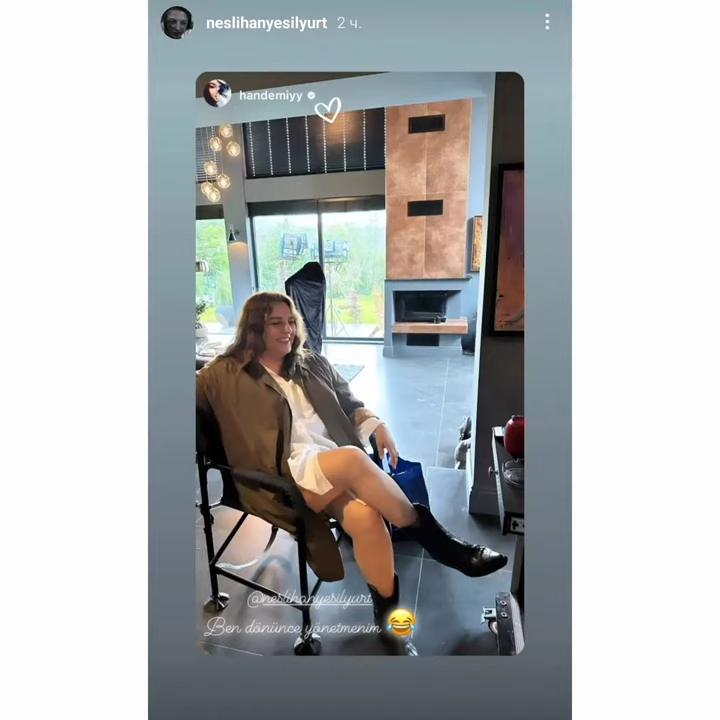 neslihanyesilyurt 2 ч.
handemiyy
@neslihanyesilyurt
Ben dönünce yönetmenim 😂